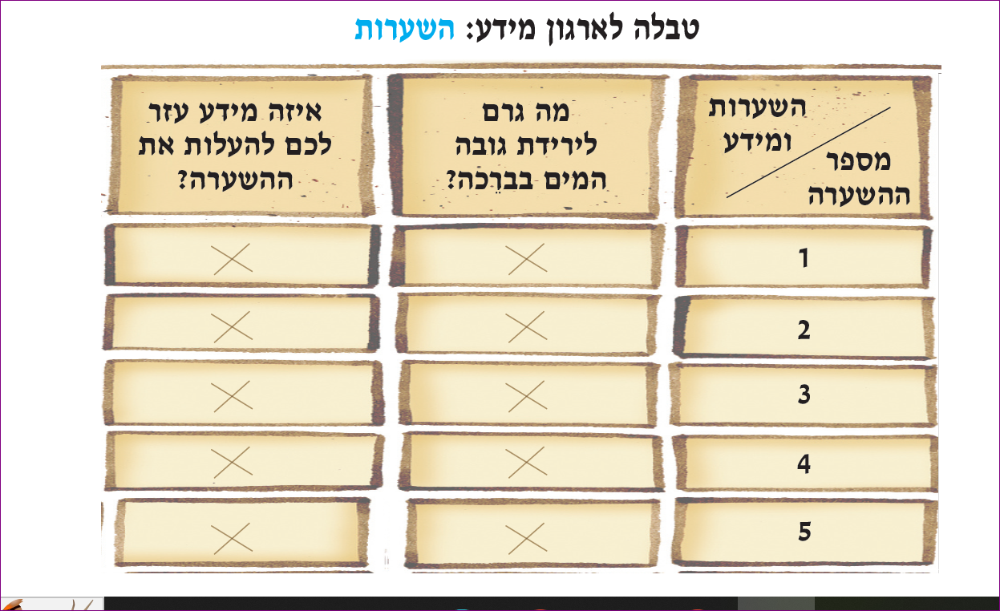 טבלה לארגון מידע: השערות
השערות
ומידע
מספר
ההשערה
מה גרם
לירידת גובה
המים בברֵכה?
איזה מידע עזר
לכם להעלות את
ההשערה?
1
2
3
4
5